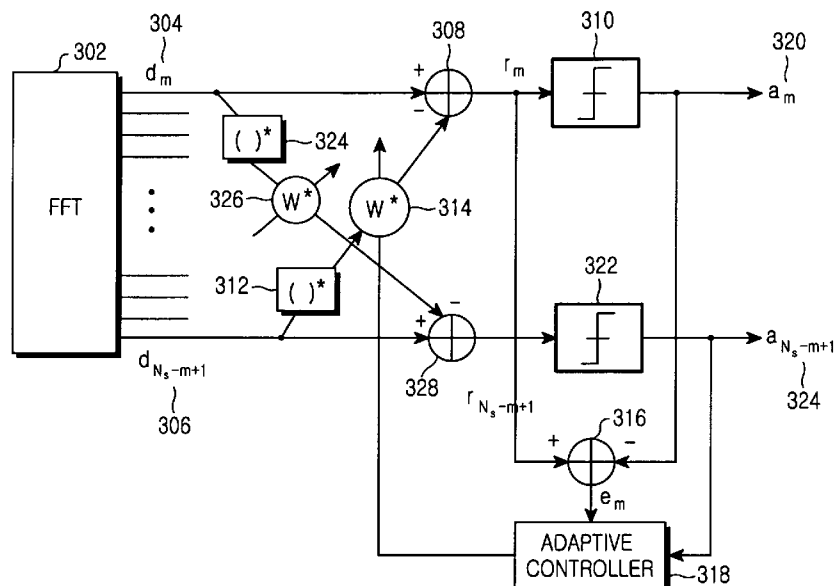 304
302
308
310
320
d_m
+
−
r_m
a_m
( )*
324
FFT
326
W*
W*
314
312
( )*
322
−
+
d_{N_s−m+1}
328
a_{N_s−m+1}
306
r_{N_s−m+1}
316
324
+
−
e_m
ADAPTIVE
CONTROLLER
318